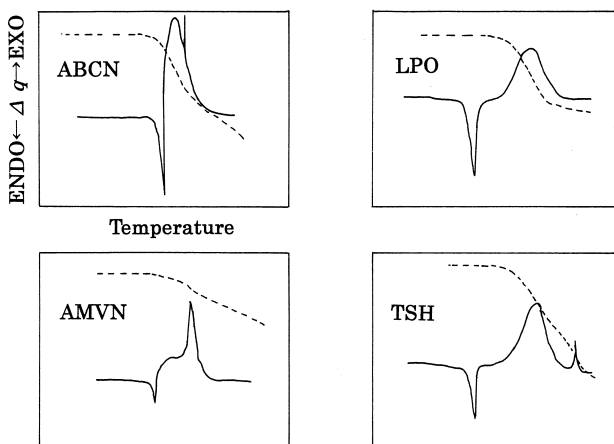 ENDO← Δ q→EXO
ABCN
LPO
Temperature
AMVN
TSH